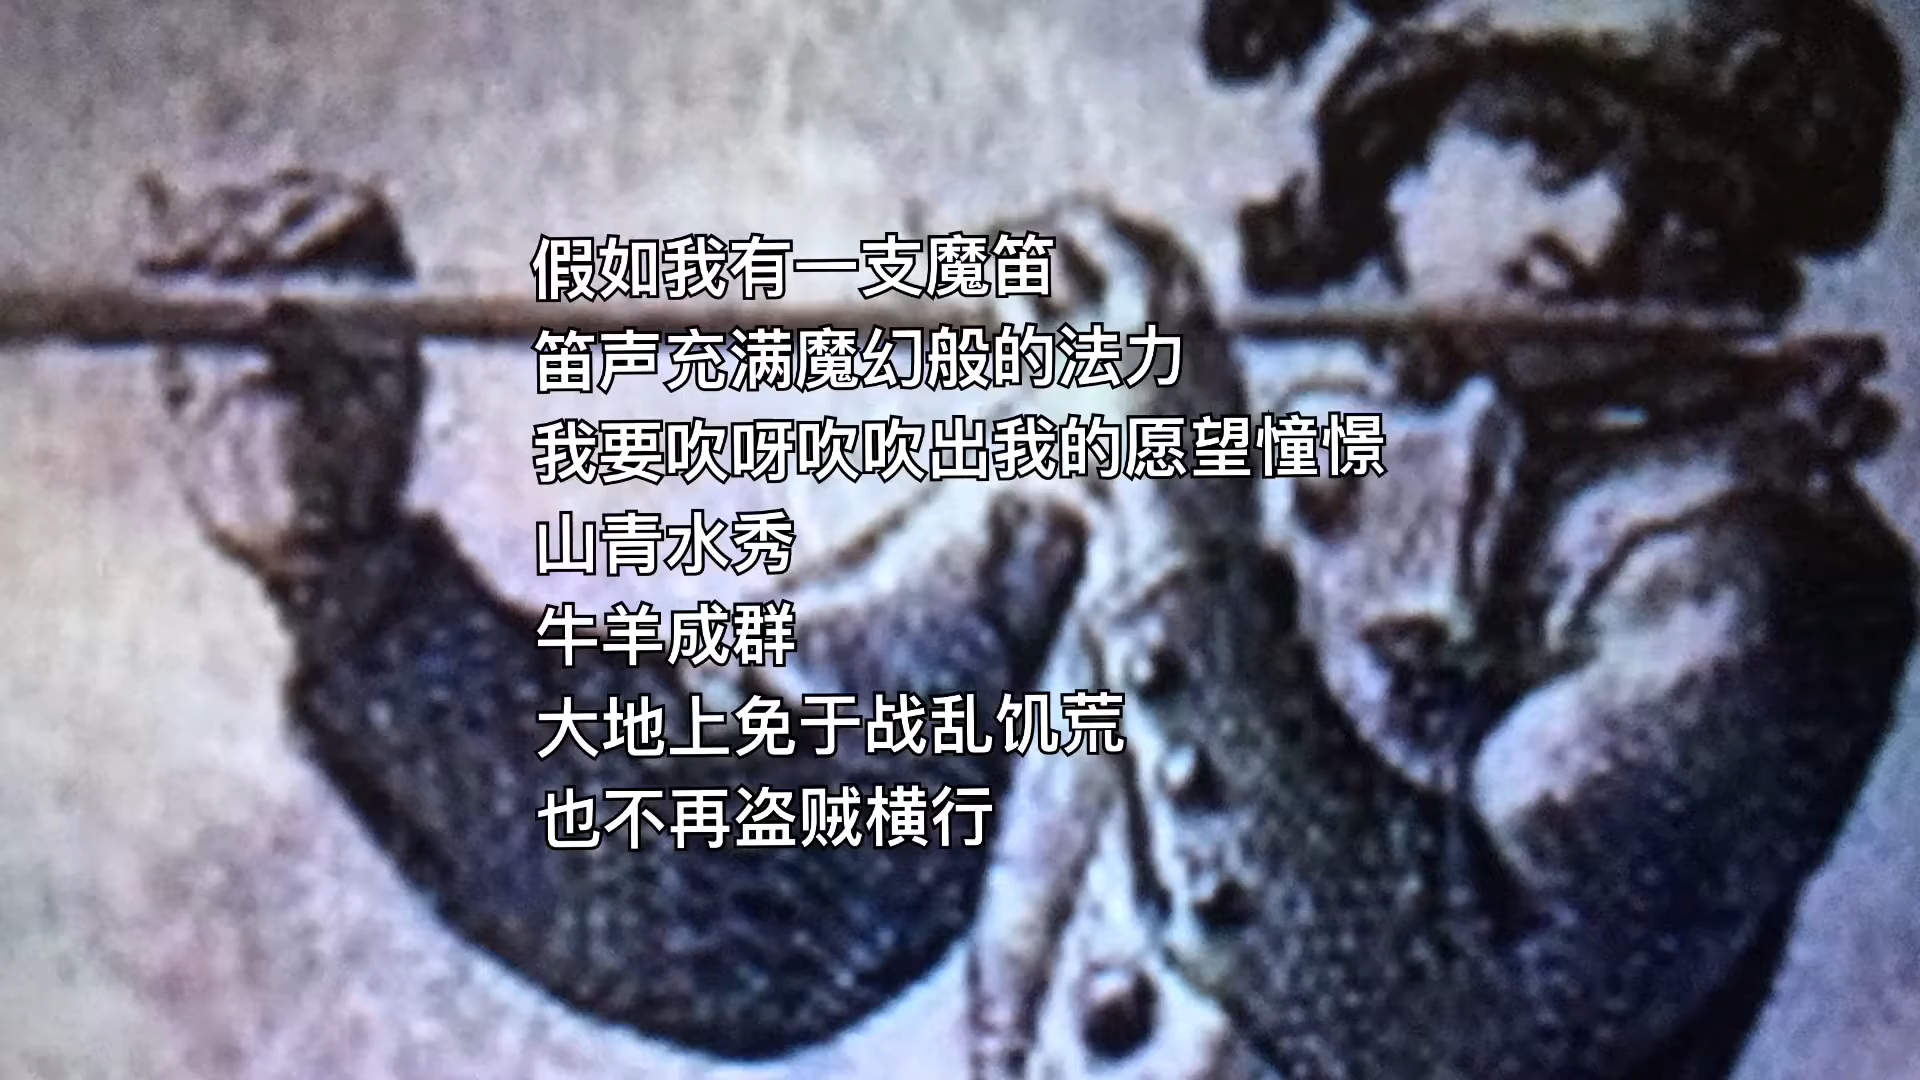 假如我有一支魔笛
笛声充满魔幻般的法力
我要吹呀吹吹出我的愿望憧憬
山青水秀
牛羊成群
大地上免于战乱饥荒
也不再盗贼横行